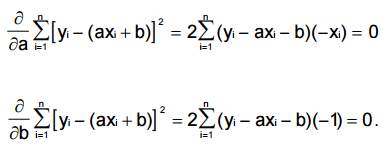 ∂/∂a ∑_{i=1}^{n} [yᵢ – (axᵢ + b)]² = 2∑_{i=1}^{n} (yᵢ – axᵢ – b)(–xᵢ) = 0
∂/∂b ∑_{i=1}^{n} [yᵢ – (axᵢ + b)]² = 2∑_{i=1}^{n} (yᵢ – axᵢ – b)(–1) = 0.